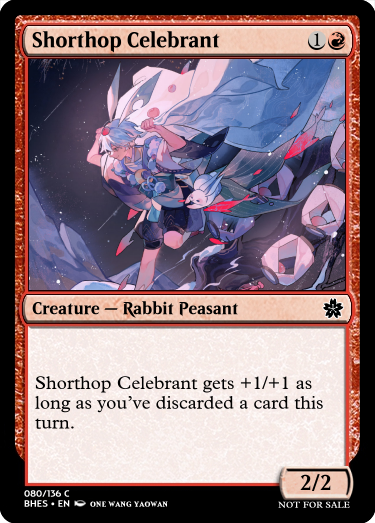 Shorthop Celebrant 1
Creature — Rabbit Peasant
Shorthop Celebrant gets +1/+1 as
long as you've discarded a card this
turn.
2/2
080/136 C
BHES • EN ONE WANG YAOWAN
NOT FOR SALE